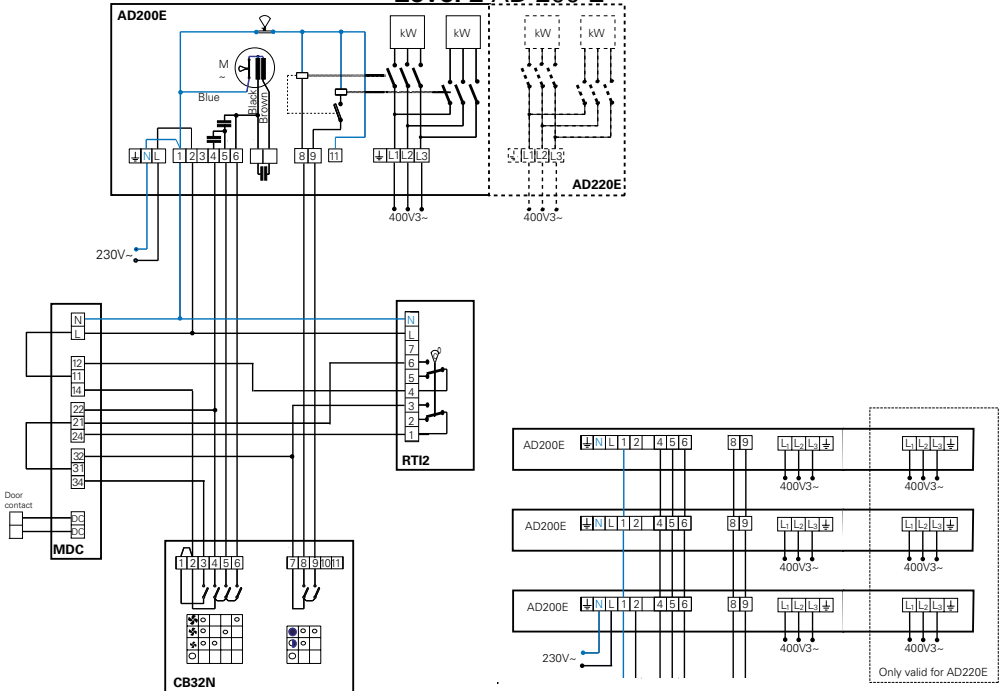 AD200E
kW
kW
kW
kW
M
~
Blue
Black
Brown
N L
1 2 3 4 5 6
8 9
11
L1 L2 L3
L1 L2 L3
AD220E
400V3~
400V3~
230V~
N
L
12
11
14
22
21
24
32
31
34
DC
DC
MDC
Door
contact
N
L
7
6
5
4
3
2
1
0
RTI2
1 2 3 4 5 6
7 8 9 10 11
CB32N
AD200E
N L 1 2
4 5 6
8 9
L1 L2 L3
L1 L2 L3
400V3~
400V3~
AD200E
N L 1 2
4 5 6
8 9
L1 L2 L3
L1 L2 L3
400V3~
400V3~
AD200E
N L 1 2
4 5 6
8 9
L1 L2 L3
L1 L2 L3
400V3~
400V3~
230V~
Only valid for AD220E